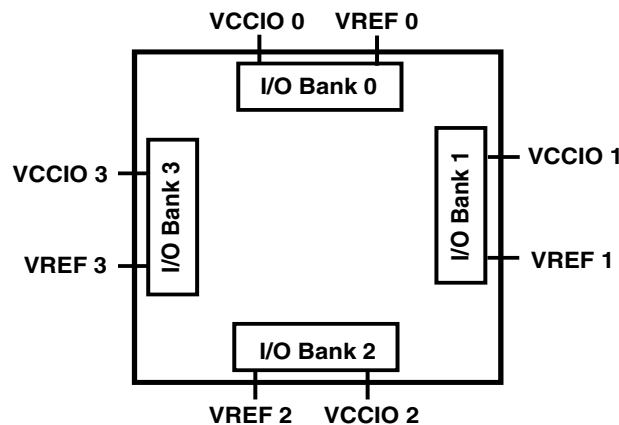 VCCIO 0 VREF 0
I/O Bank 0
I/O Bank 1
VCCIO 1
VREF 1
I/O Bank 3
VCCIO 3
VREF 3
I/O Bank 2
VREF 2 VCCIO 2